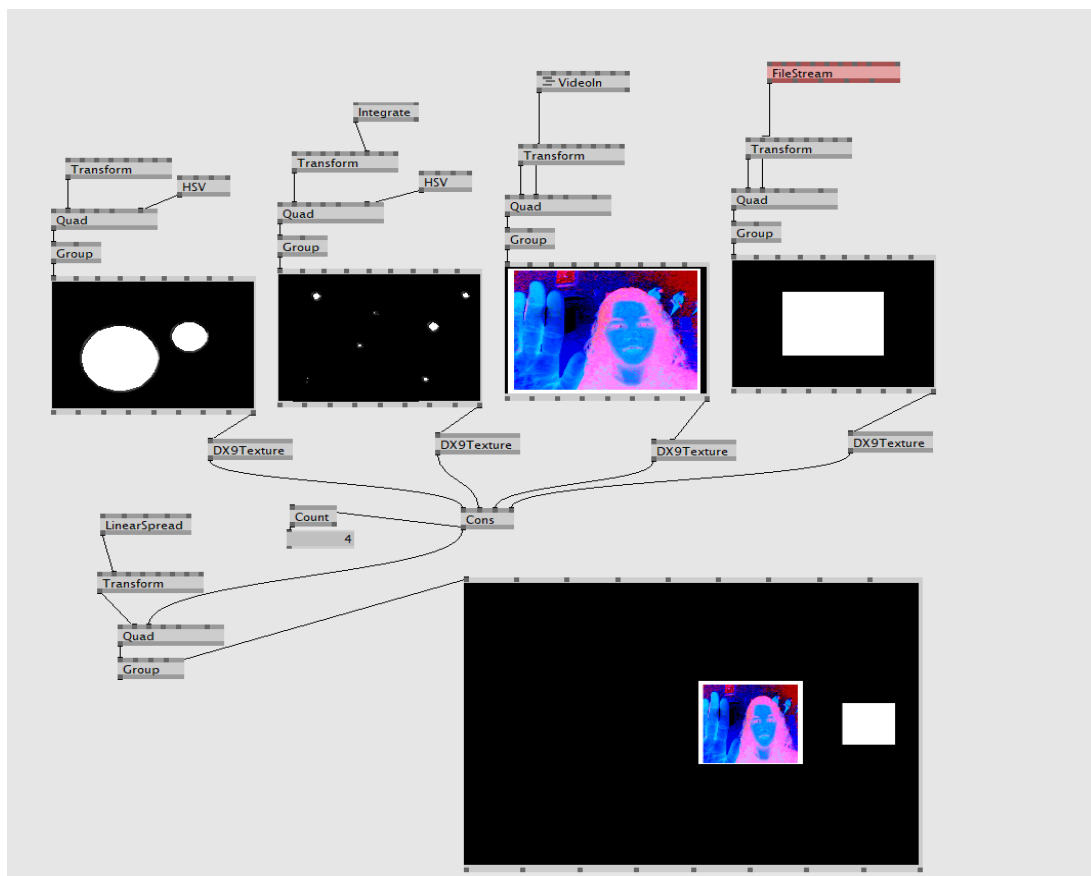 FileStream
VideoIn
Integrate
Transform
Transform
Transform
Transform
HSV
HSV
Quad
Quad
Quad
Quad
Group
Group
Group
Group
DX9Texture
DX9Texture
DX9Texture
DX9Texture
LinearSpread
Count
Cons
4
Transform
Quad
Group